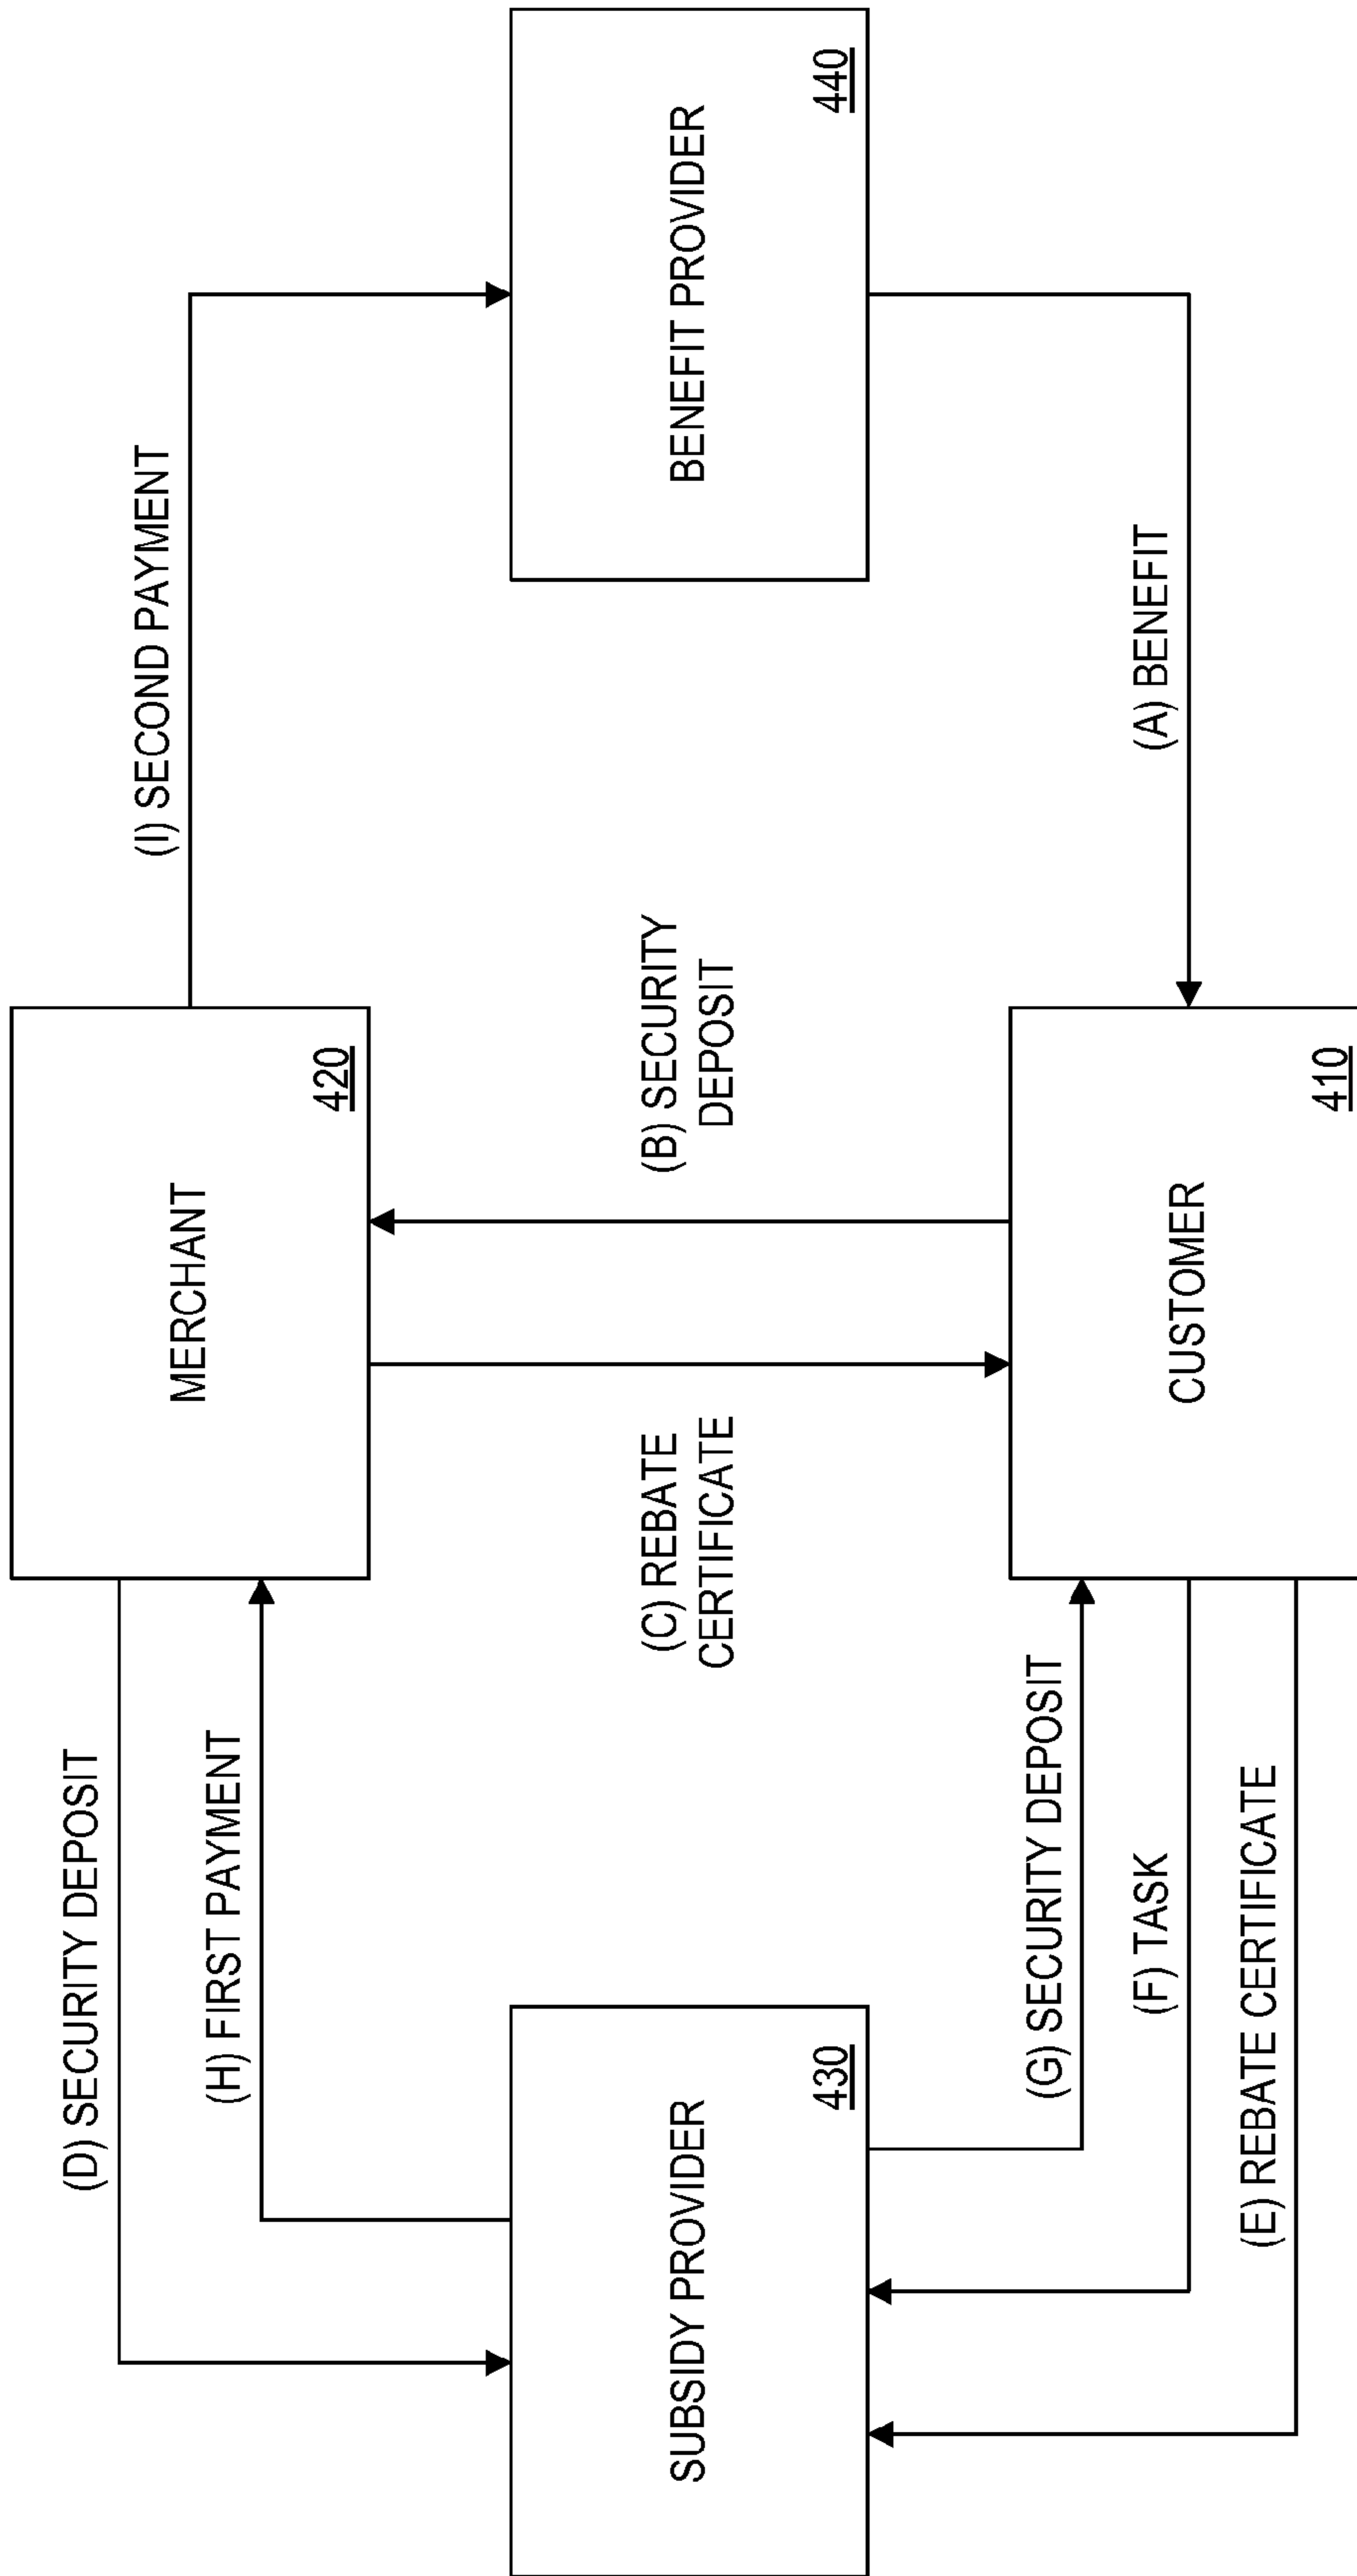 (D) SECURITY DEPOSIT
(H) FIRST PAYMENT
MERCHANT
420
(I) SECOND PAYMENT
SUBSIDY PROVIDER
430
(C) REBATE
CERTIFICATE
(B) SECURITY
DEPOSIT
BENEFIT PROVIDER
440
(G) SECURITY DEPOSIT
(F) TASK
(E) REBATE CERTIFICATE
CUSTOMER
410
(A) BENEFIT